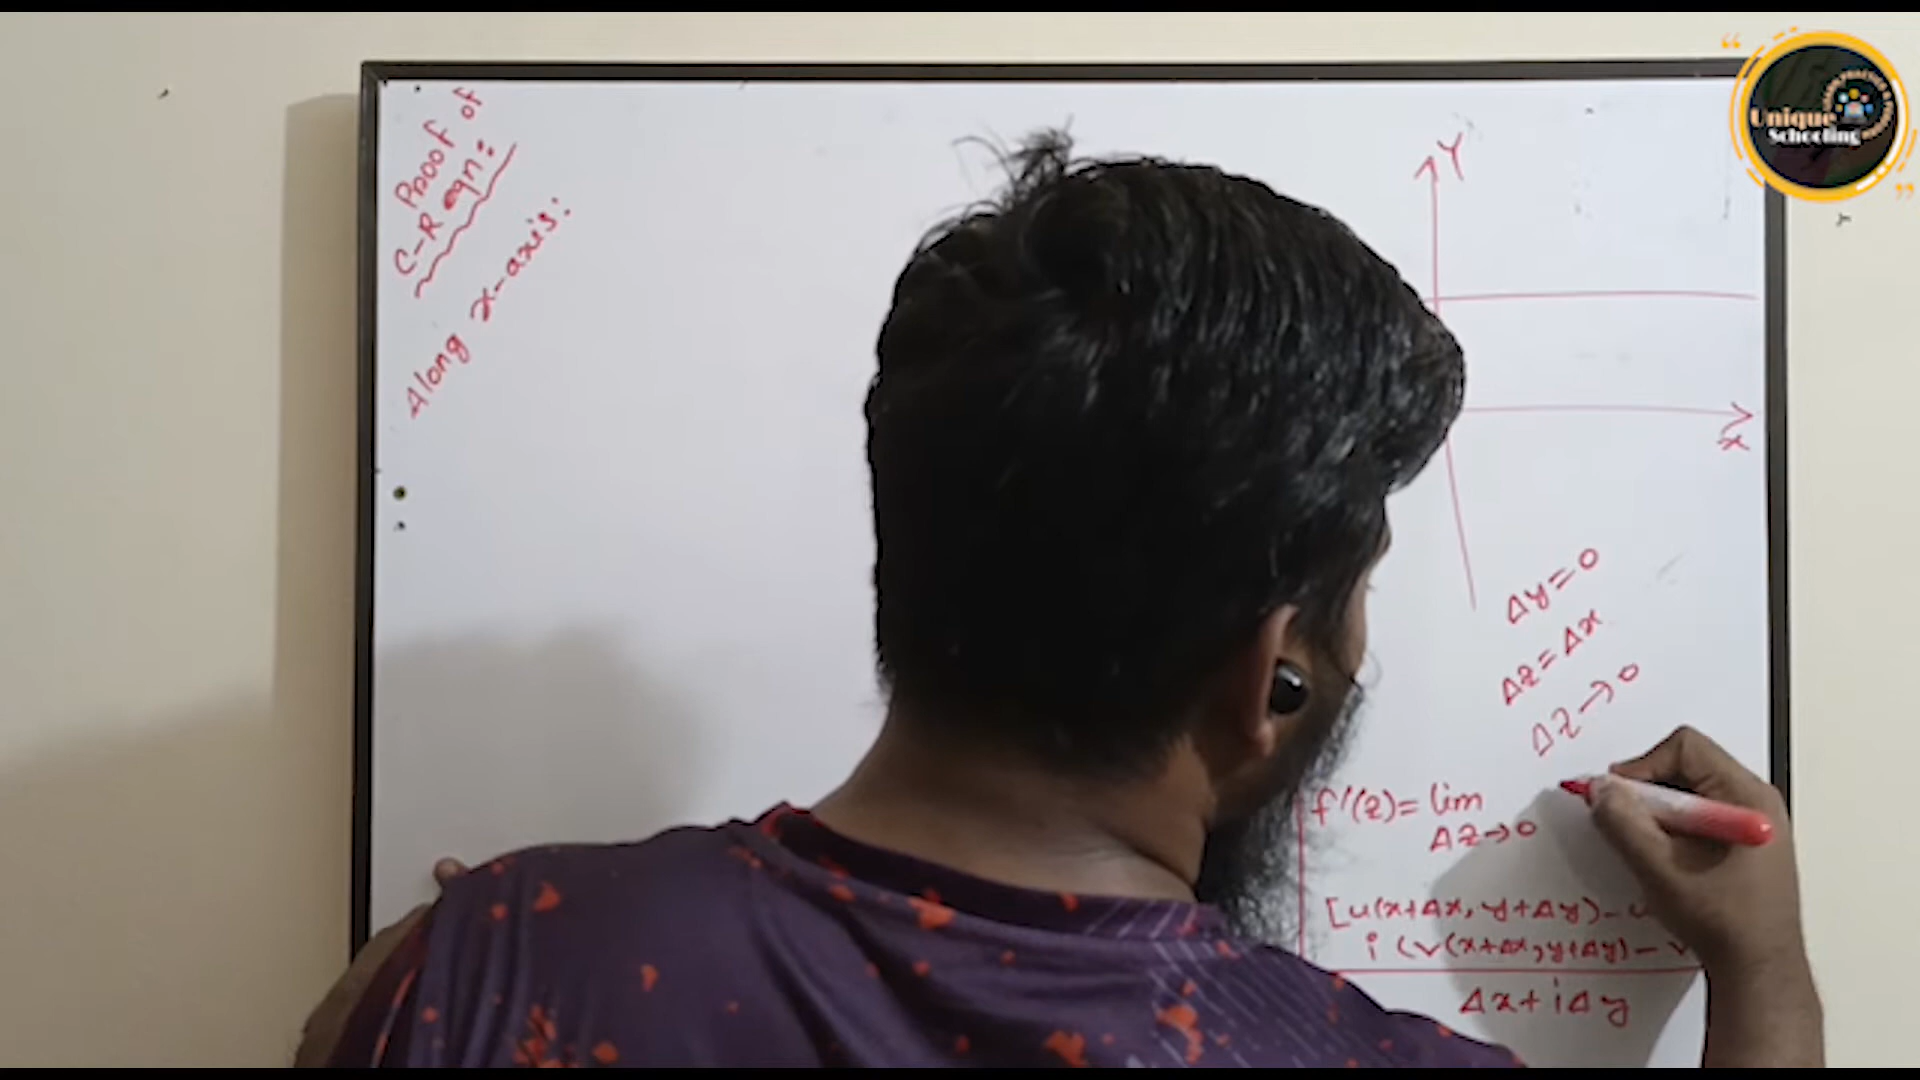 Proof of
C-R eqn:
Along x-axis:
Y
x
Δy=0
Δz=Δx
Δz→0
f'(z)= lim
Δz→0
[u(x+Δx, y+Δy)-u
i (v(x+Δx, y+Δy)-v
Δx+iΔy
Unique
Schooling